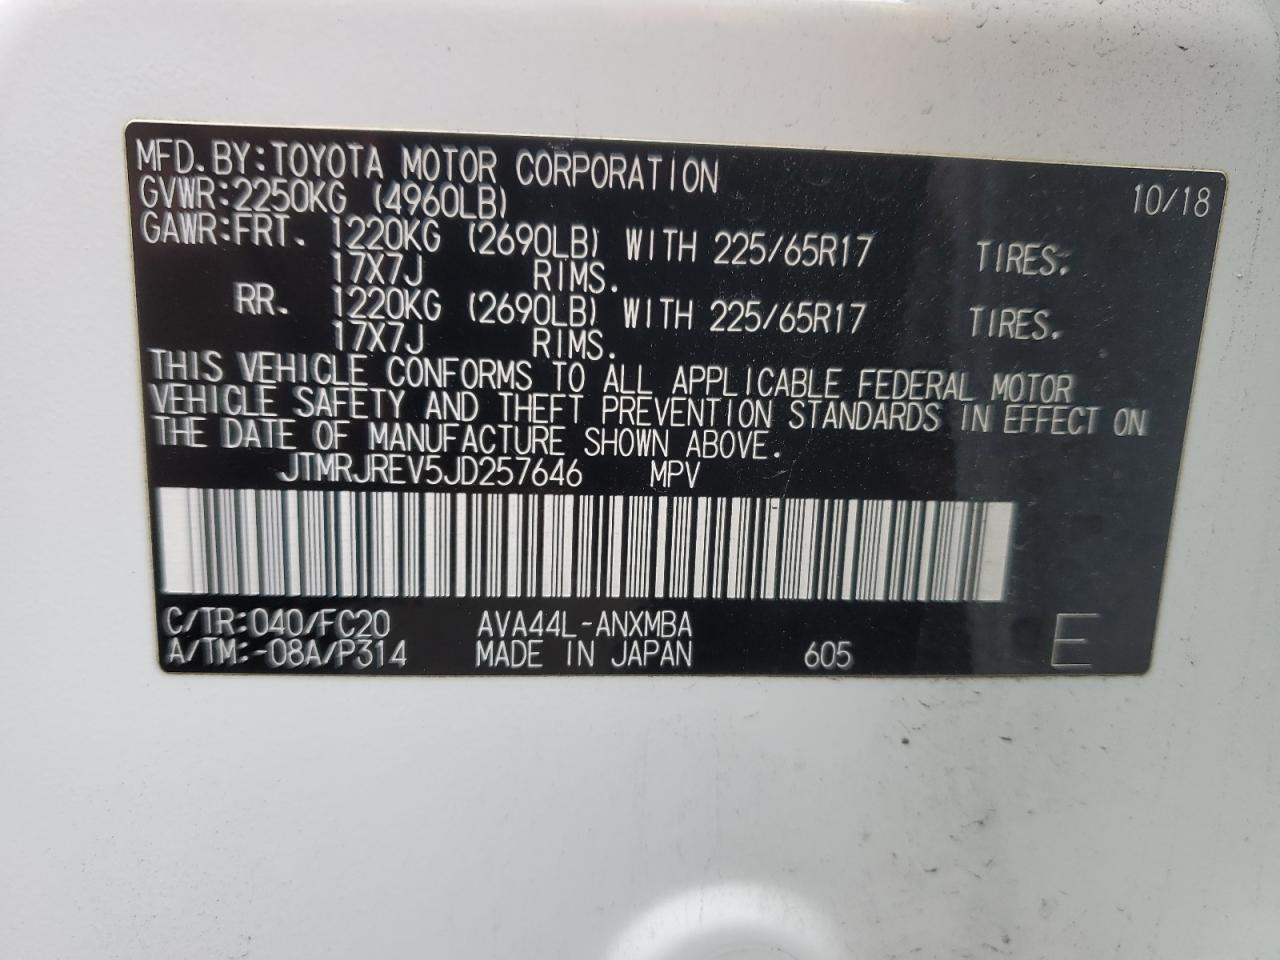 MFD.BY:TOYOTA MOTOR CORPORATION 10/18
GVWR:2250KG (4960LB)
GAWR:FRT. 1220KG (2690LB) WITH 225/65R17 TIRES,
17X7J RIMS.
RR. 1220KG (2690LB) WITH 225/65R17 TIRES,
17X7J RIMS.
THIS VEHICLE CONFORMS TO ALL APPLICABLE FEDERAL MOTOR
VEHICLE SAFETY AND THEFT PREVENTION STANDARDS IN EFFECT ON
THE DATE OF MANUFACTURE SHOWN ABOVE.
JTMRJREV5JD257646 MPV
C/TR:040/FC20 AVA44L-ANXMBA
A/TM:-08A/P314 MADE IN JAPAN 605 E